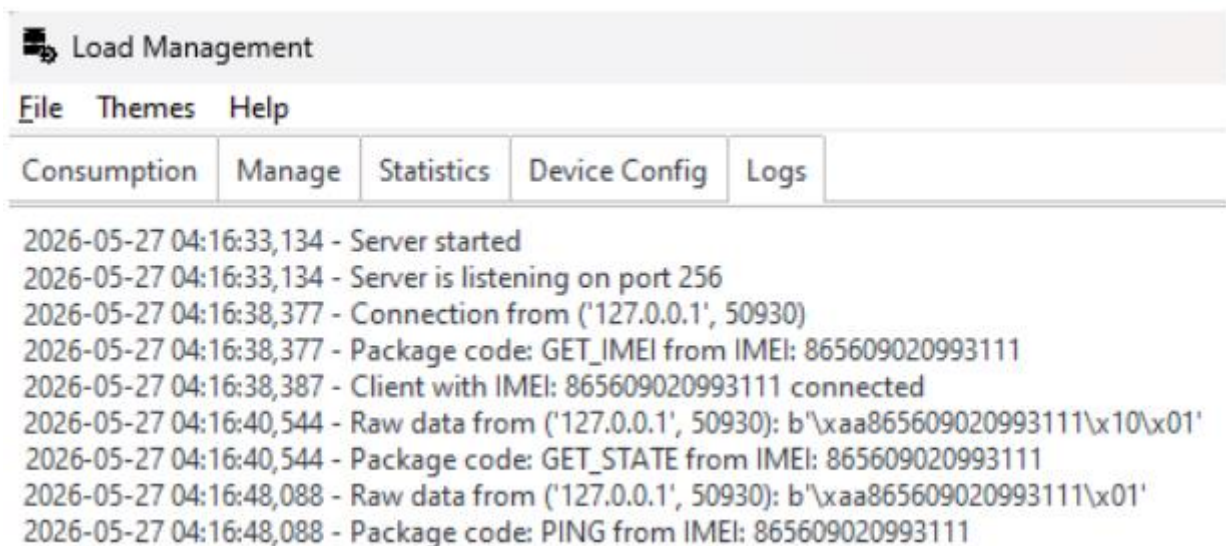 Load Management
File Themes Help
Consumption Manage Statistics Device Config Logs
2026-05-27 04:16:33,134 - Server started
2026-05-27 04:16:33,134 - Server is listening on port 256
2026-05-27 04:16:38,377 - Connection from ('127.0.0.1', 50930)
2026-05-27 04:16:38,377 - Package code: GET_IMEI from IMEI: 865609020993111
2026-05-27 04:16:38,387 - Client with IMEI: 865609020993111 connected
2026-05-27 04:16:40,544 - Raw data from ('127.0.0.1', 50930): b'\xaa865609020993111\x10\x01'
2026-05-27 04:16:40,544 - Package code: GET_STATE from IMEI: 865609020993111
2026-05-27 04:16:48,088 - Raw data from ('127.0.0.1', 50930): b'\xaa865609020993111\x01'
2026-05-27 04:16:48,088 - Package code: PING from IMEI: 865609020993111